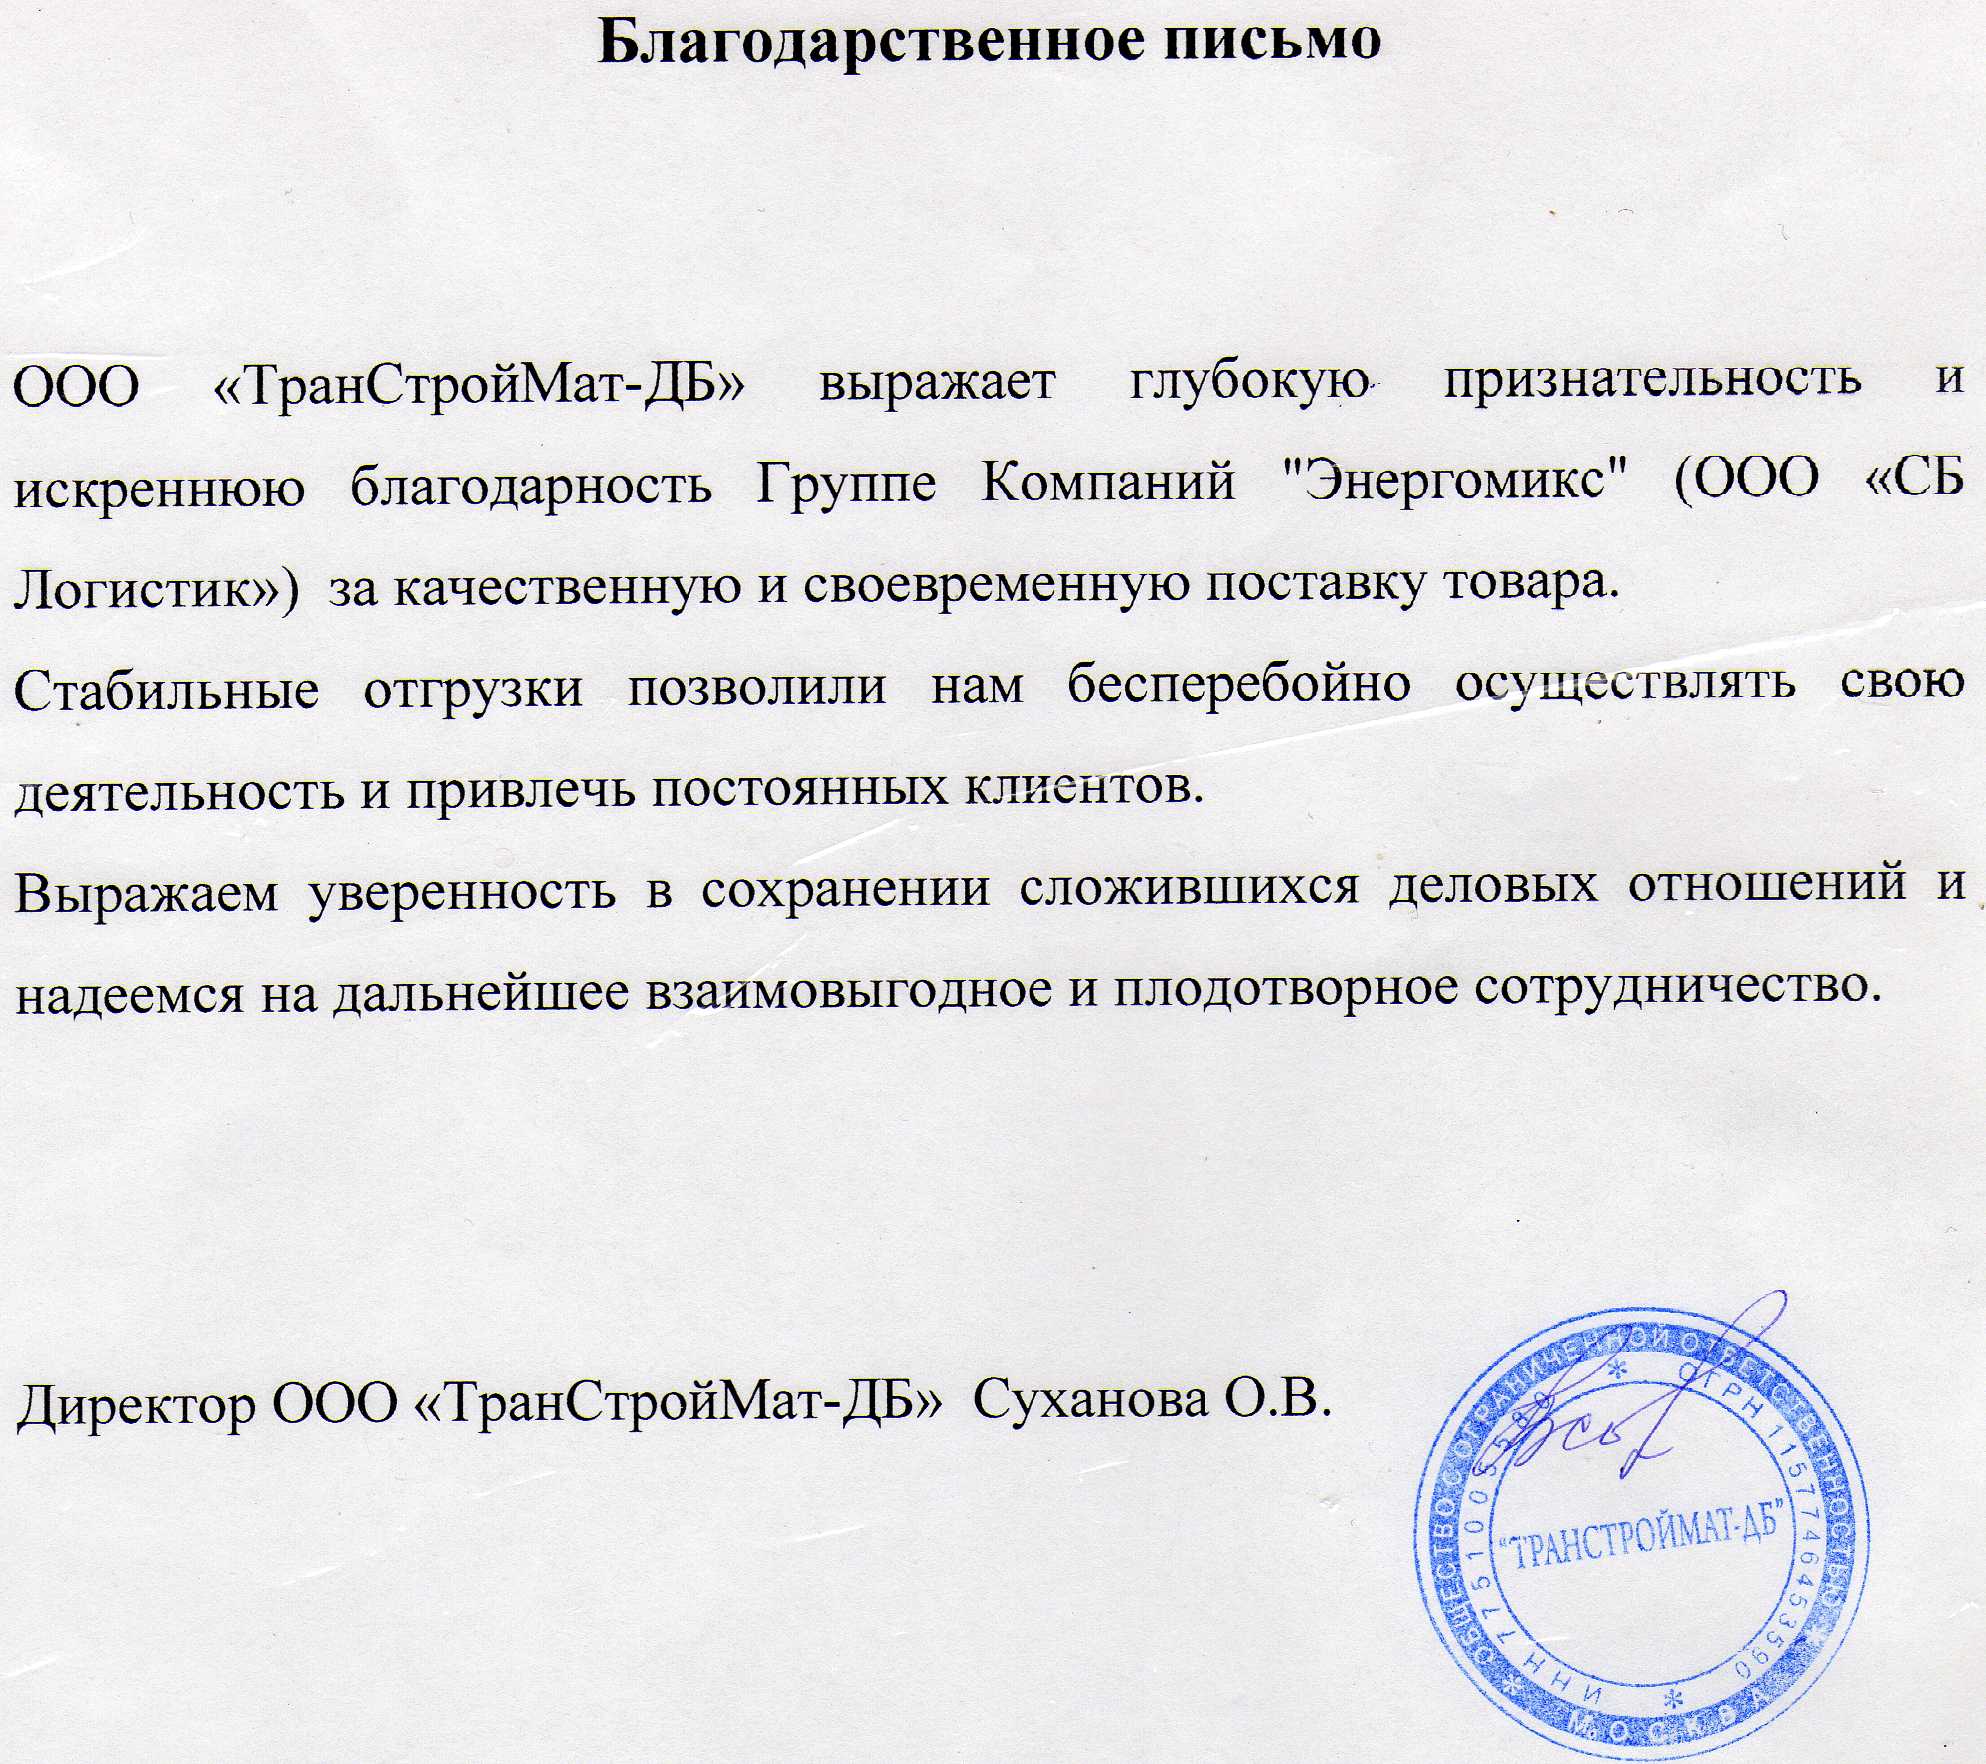 Благодарственное письмо
ООО «ТранСтройМат-ДБ» выражает глубокую признательность и
искреннюю благодарность Группе Компаний "Энергомикс" (ООО «СБ
Логистик») за качественную и своевременную поставку товара.
Стабильные отгрузки позволили нам бесперебойно осуществлять свою
деятельность и привлечь постоянных клиентов.
Выражаем уверенность в сохранении сложившихся деловых отношений и
надеемся на дальнейшее взаимовыгодное и плодотворное сотрудничество.
Директор ООО «ТранСтройМат-ДБ» Суханова О.В.
ОБЩЕСТВО С ОГРАНИЧЕННОЙ ОТВЕТСТВЕННОСТЬЮ
* МОСКВА *
* ОГРН 1157746453590 *
ИНН
"ТРАНСТРОЙМАТ-ДБ"